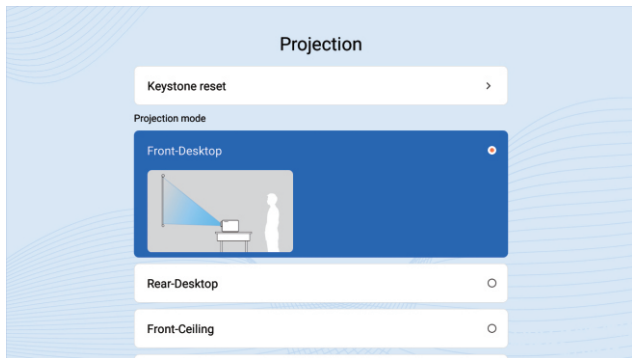 Projection
Keystone reset
Projection mode
Front-Desktop
Rear-Desktop
Front-Ceiling